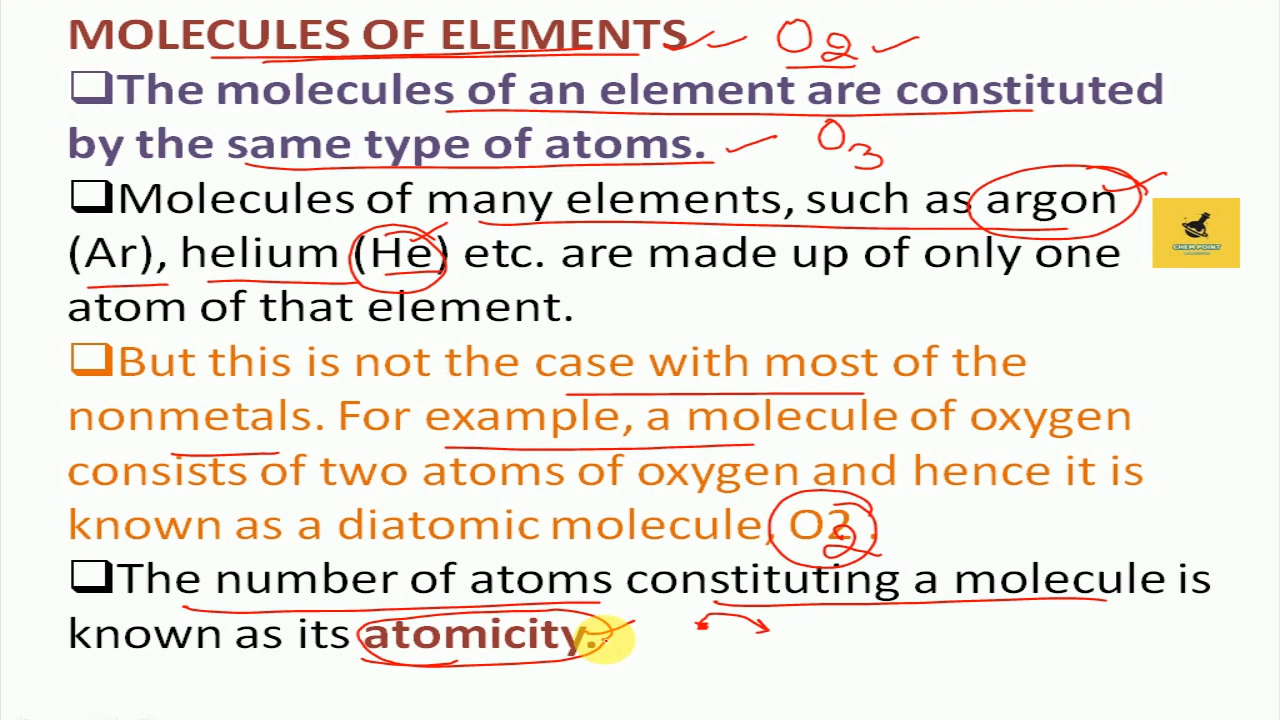 MOLECULES OF ELEMENTS O2
❑The molecules of an element are constituted
by the same type of atoms. O3
❑Molecules of many elements, such as argon
(Ar), helium (He) etc. are made up of only one
atom of that element.
❑But this is not the case with most of the
nonmetals. For example, a molecule of oxygen
consists of two atoms of oxygen and hence it is
known as a diatomic molecule, O2.
❑The number of atoms constituting a molecule is
known as its atomicity.
CHEM POINT